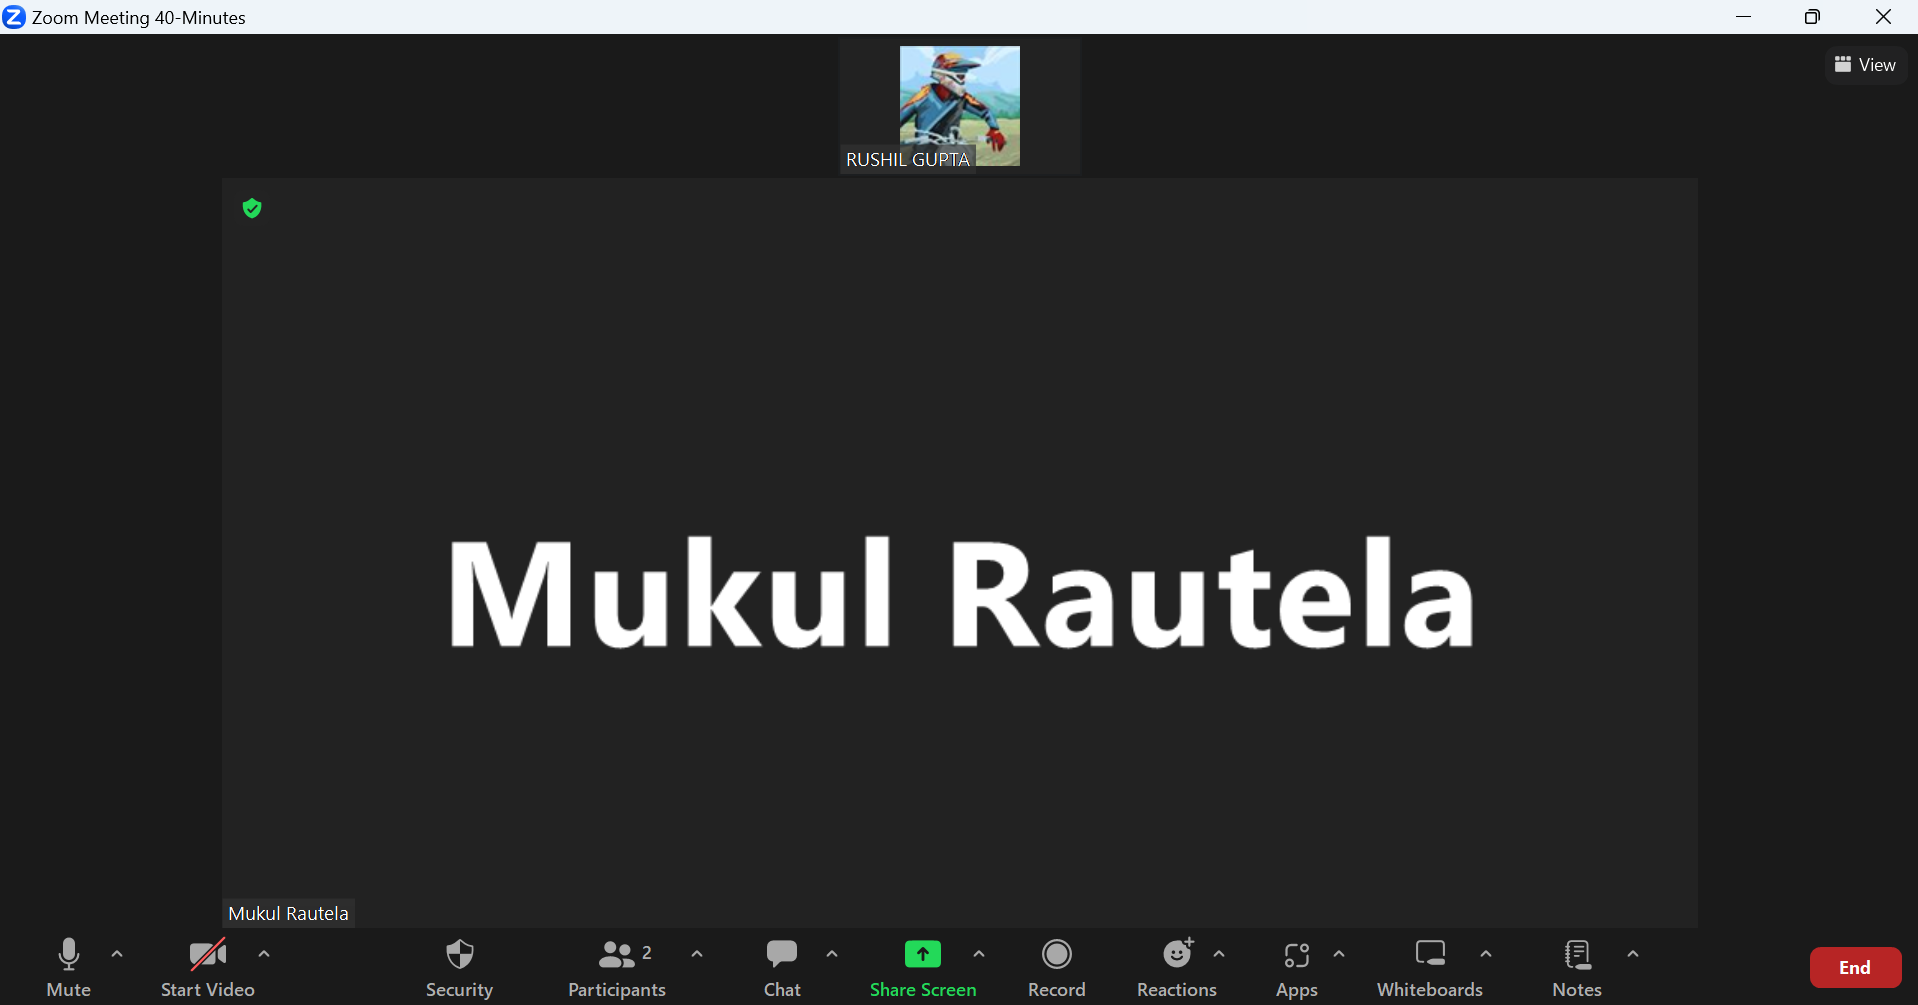 Zoom Meeting 40-Minutes
View
RUSHIL GUPTA
Mukul Rautela
Mukul Rautela
2
Mute
Start Video
Security
Participants
Chat
Share Screen
Record
Reactions
Apps
Whiteboards
Notes
End